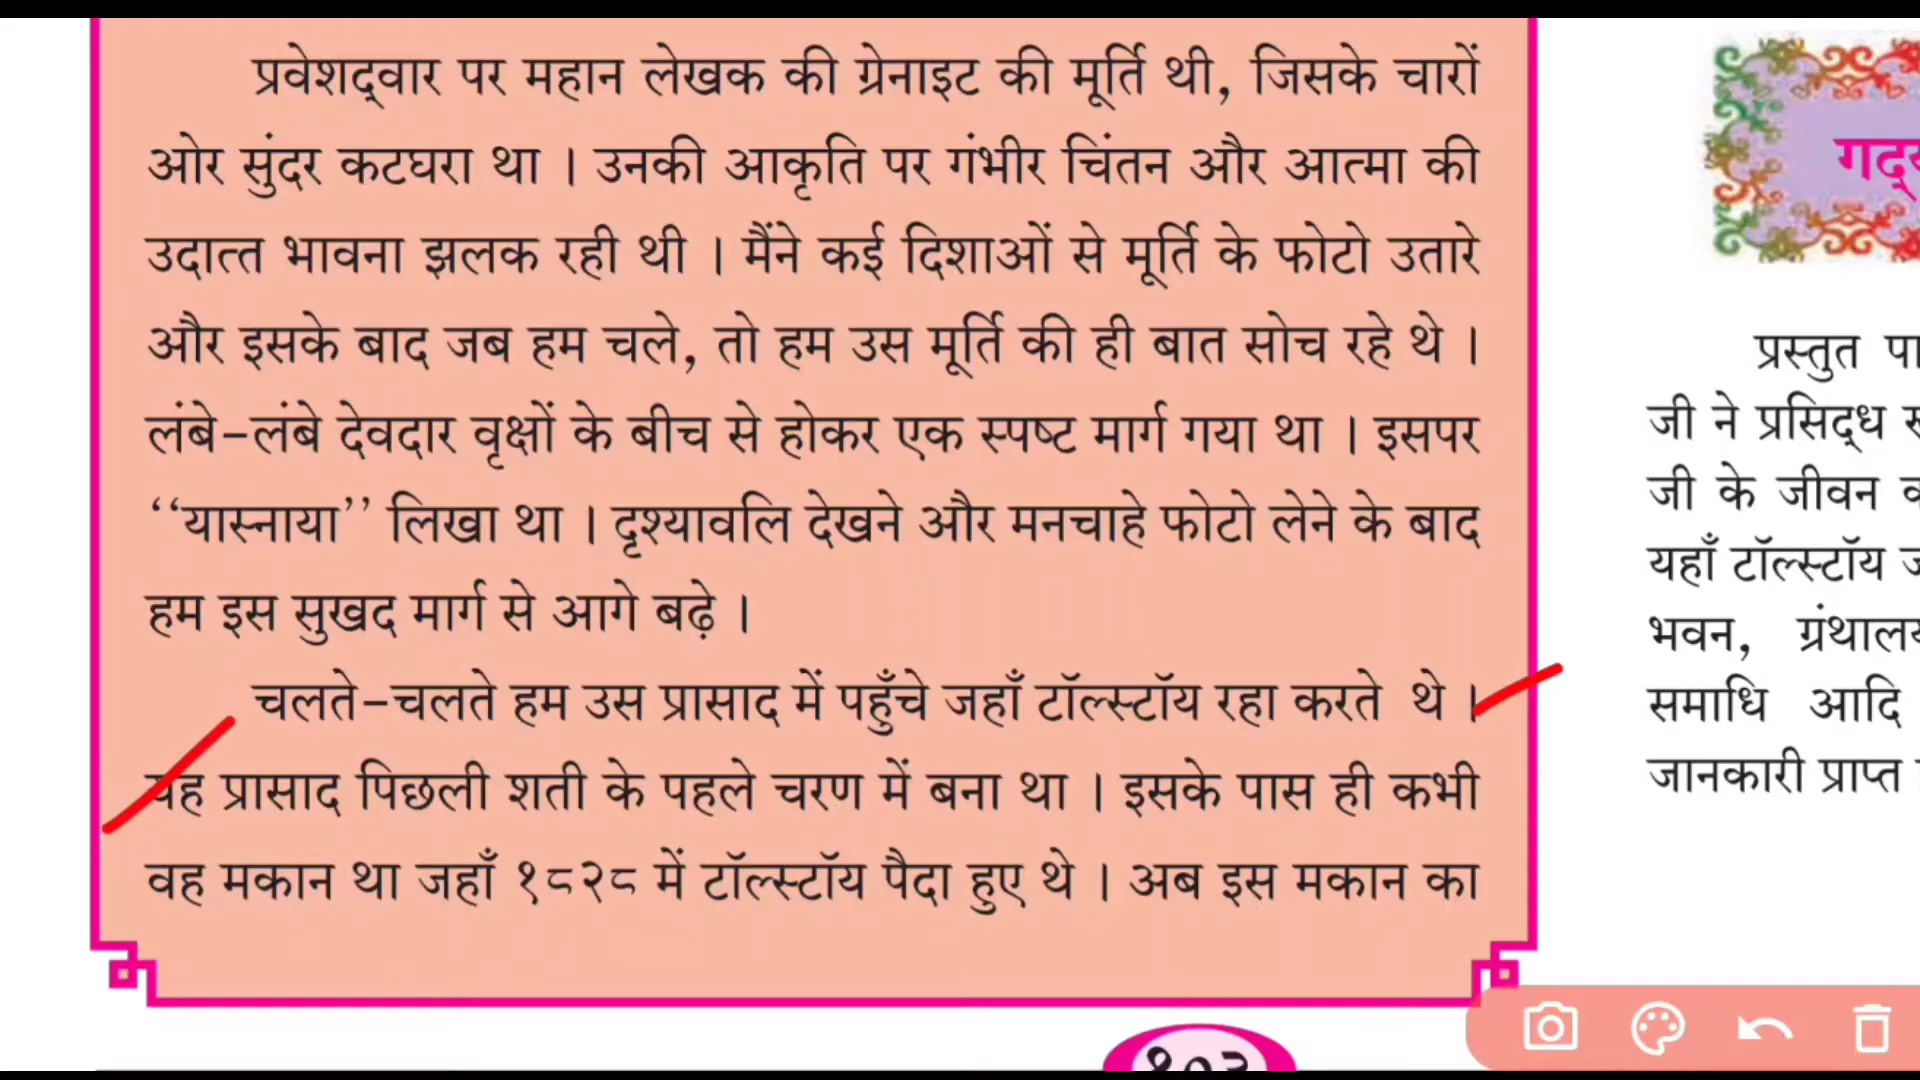 प्रवेशद्‌वार पर महान लेखक की ग्रेनाइट की मूर्ति थी, जिसके चारों
ओर सुंदर कटघरा था । उनकी आकृति पर गंभीर चिंतन और आत्मा की
उदात्त भावना झलक रही थी । मैंने कई दिशाओं से मूर्ति के फोटो उतारे
और इसके बाद जब हम चले, तो हम उस मूर्ति की ही बात सोच रहे थे ।
लंबे-लंबे देवदार वृक्षों के बीच से होकर एक स्पष्ट मार्ग गया था । इसपर
‘‘यास्नाया’’ लिखा था । दृश्यावलि देखने और मनचाहे फोटो लेने के बाद
हम इस सुखद मार्ग से आगे बढ़े ।
चलते-चलते हम उस प्रासाद में पहुँचे जहाँ टॉल्स्टॉय रहा करते थे ।
यह प्रासाद पिछली शती के पहले चरण में बना था । इसके पास ही कभी
वह मकान था जहाँ १८२८ में टॉल्स्टॉय पैदा हुए थे । अब इस मकान का
प्रस्तुत
जी ने प्रसिद्‌ध
जी के जीवन
यहाँ टॉल्स्टॉय
भवन,
समाधि आदि
जानकारी प्राप्त